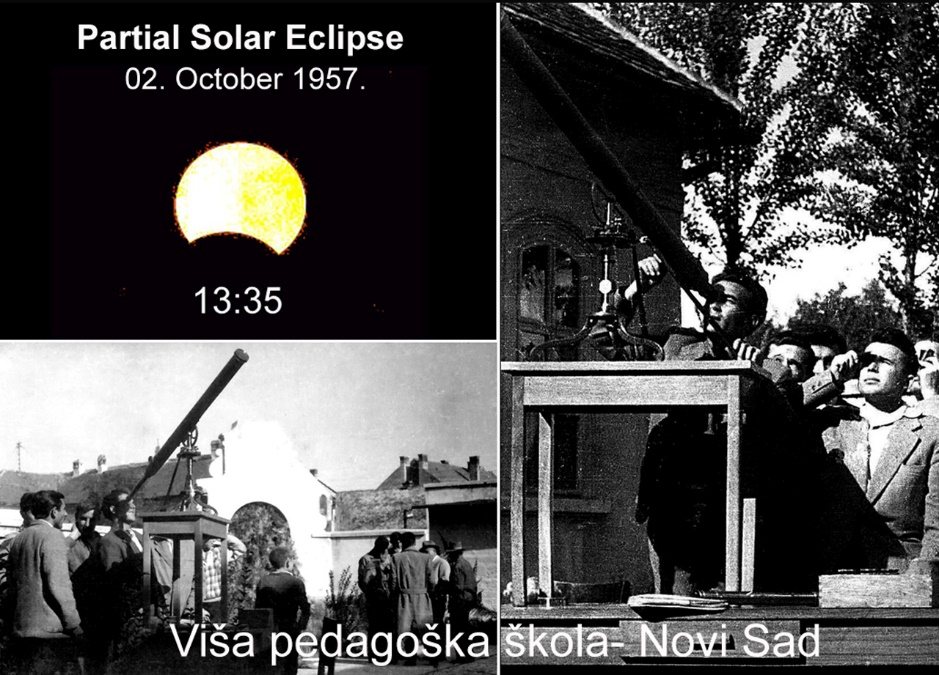 Partial Solar Eclipse
02. October 1957.
13:35
Viša pedagoška škola- Novi Sad